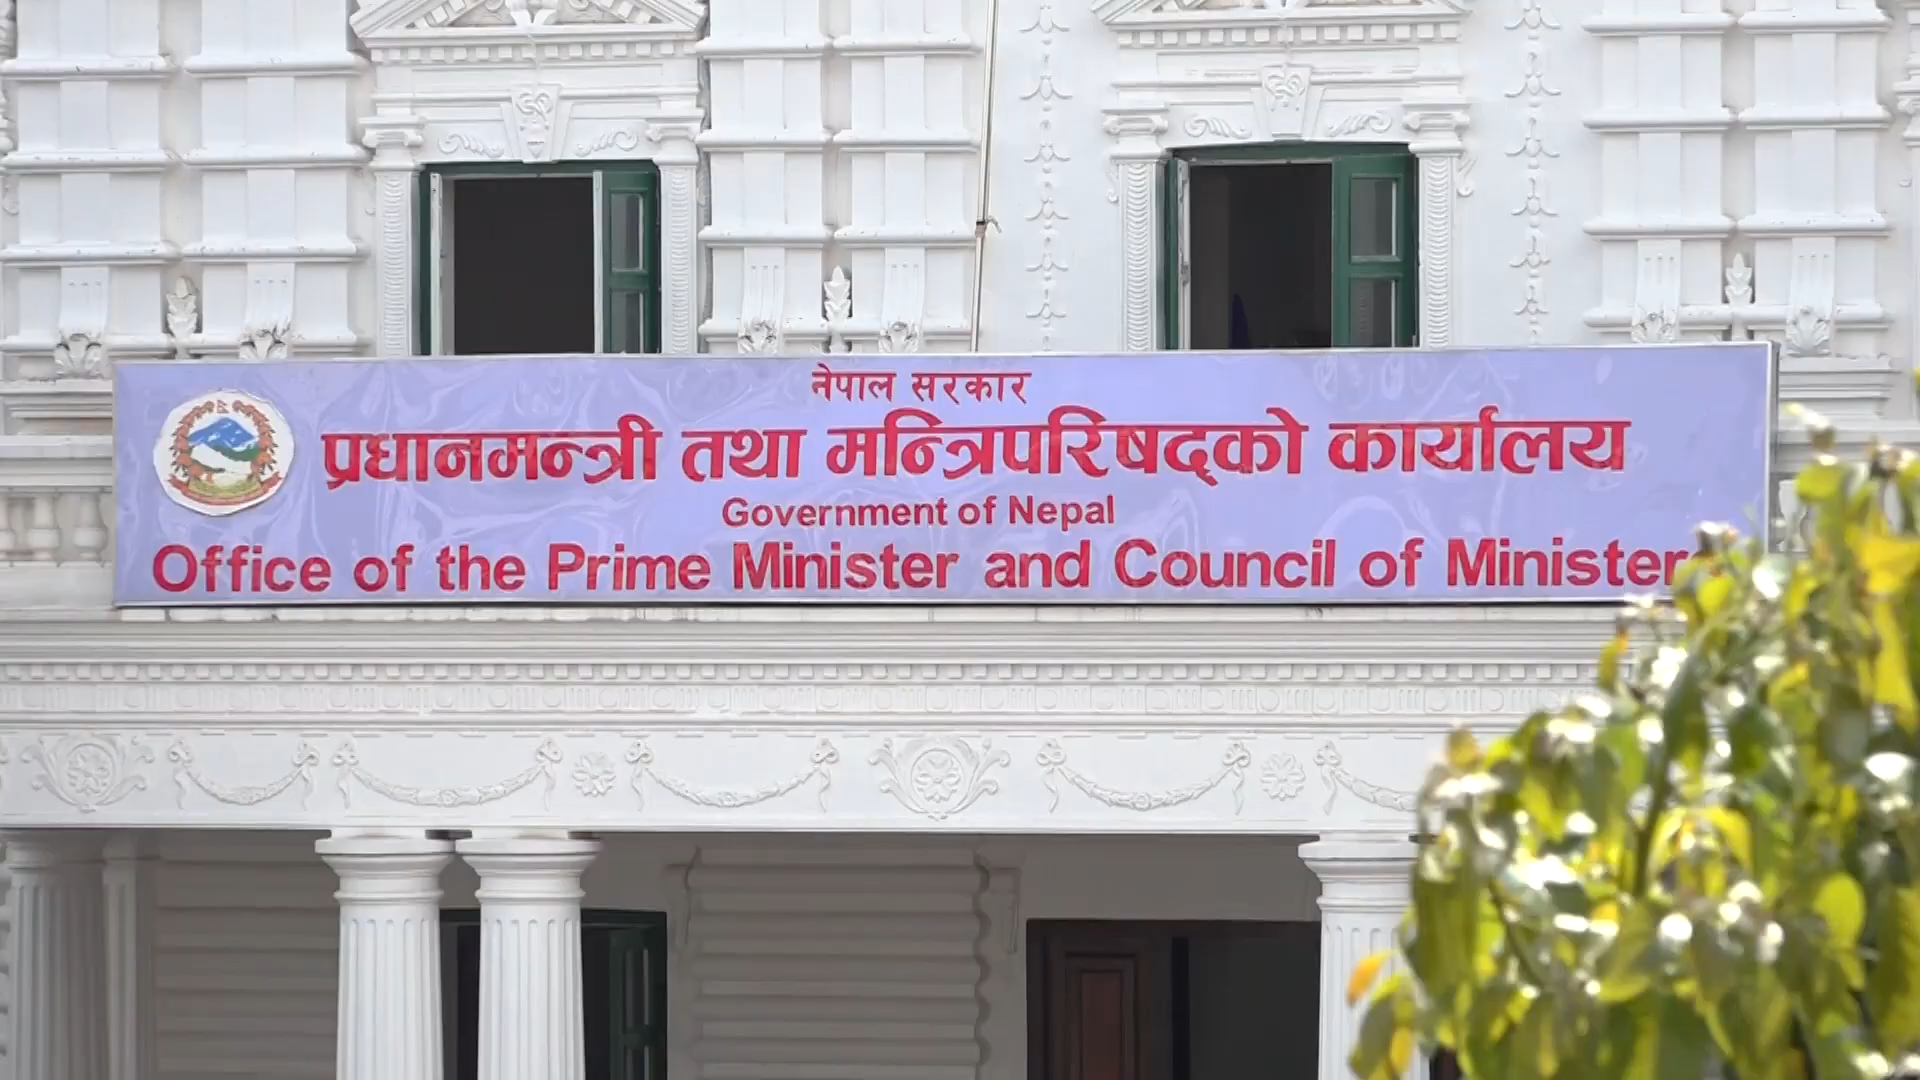 नेपाल सरकार
प्रधानमन्त्री तथा मन्त्रिपरिषद्को कार्यालय
Government of Nepal
Office of the Prime Minister and Council of Ministers